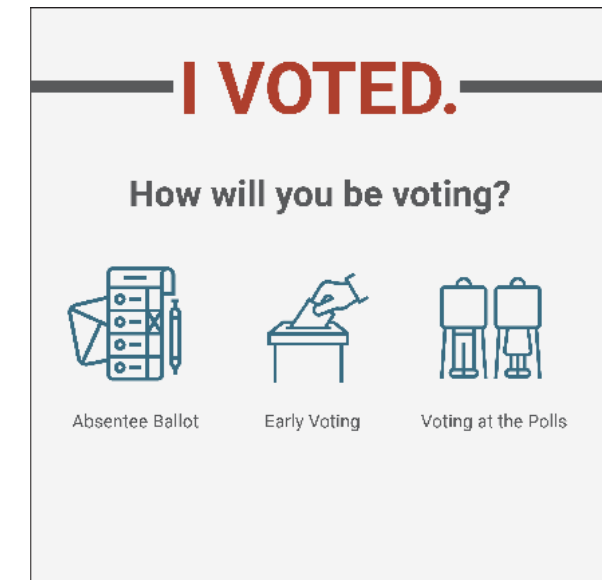 I VOTED.
How will you be voting?
Absentee Ballot
Early Voting
Voting at the Polls